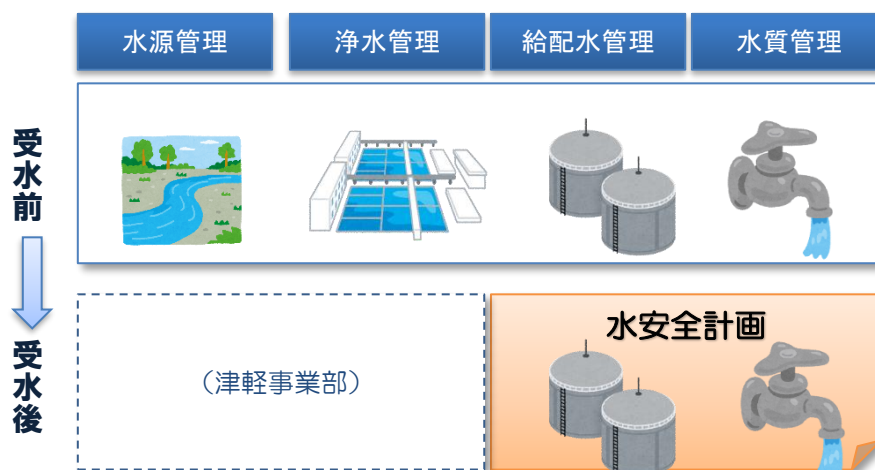 水源管理
浄水管理
給配水管理
水質管理
受水前
受水後
（津軽事業部）
水安全計画